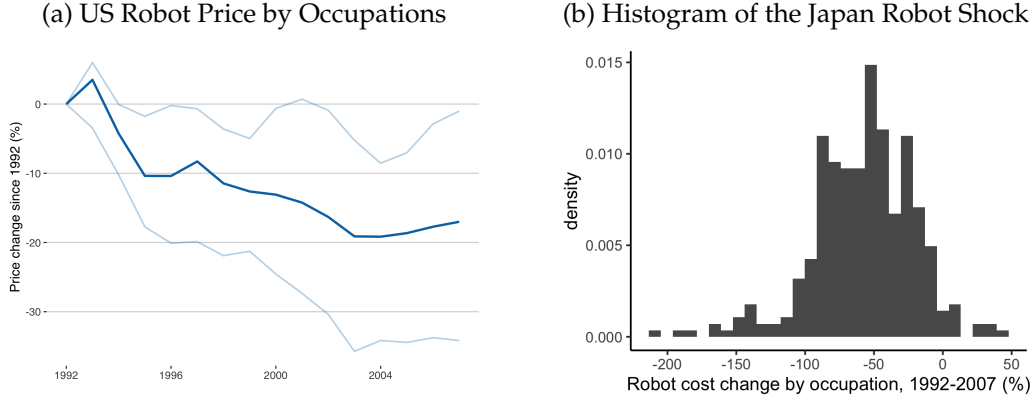 (a) US Robot Price by Occupations
Price change since 1992 (%)
0
-10
-20
-30
1992 1996 2000 2004
(b) Histogram of the Japan Robot Shock
density
0.015
0.010
0.005
0.000
-200 -150 -100 -50 0 50
Robot cost change by occupation, 1992-2007 (%)